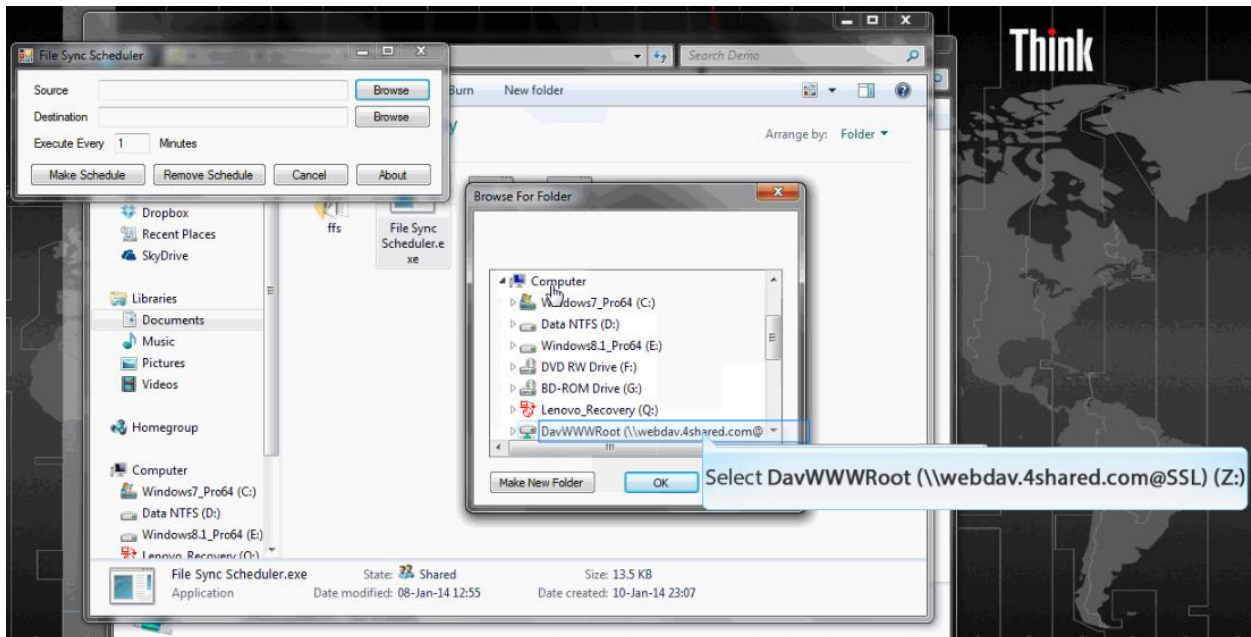 Think
Search Demo
File Sync Scheduler
Source
Browse
Destination
Browse
Execute Every 1 Minutes
Make Schedule Remove Schedule Cancel About
Burn New folder
Arrange by: Folder
Dropbox
Recent Places
SkyDrive
Libraries
Documents
Music
Pictures
Videos
Homegroup
Computer
Windows7_Pro64 (C:)
Data NTFS (D:)
Windows8.1_Pro64 (E:)
Lenovo_Recovery (Q:)
ffs
File Sync
Scheduler.e
xe
Browse For Folder
Computer
Windows7_Pro64 (C:)
Data NTFS (D:)
Windows8.1_Pro64 (E:)
DVD RW Drive (F:)
BD-ROM Drive (G:)
Lenovo_Recovery (Q:)
DavWWWRoot (\\webdav.4shared.com@
Make New Folder OK
Select DavWWWRoot (\\webdav.4shared.com@SSL) (Z:)
File Sync Scheduler.exe State: Shared Size: 13.5 KB
Application Date modified: 08-Jan-14 12:55 Date created: 10-Jan-14 23:07